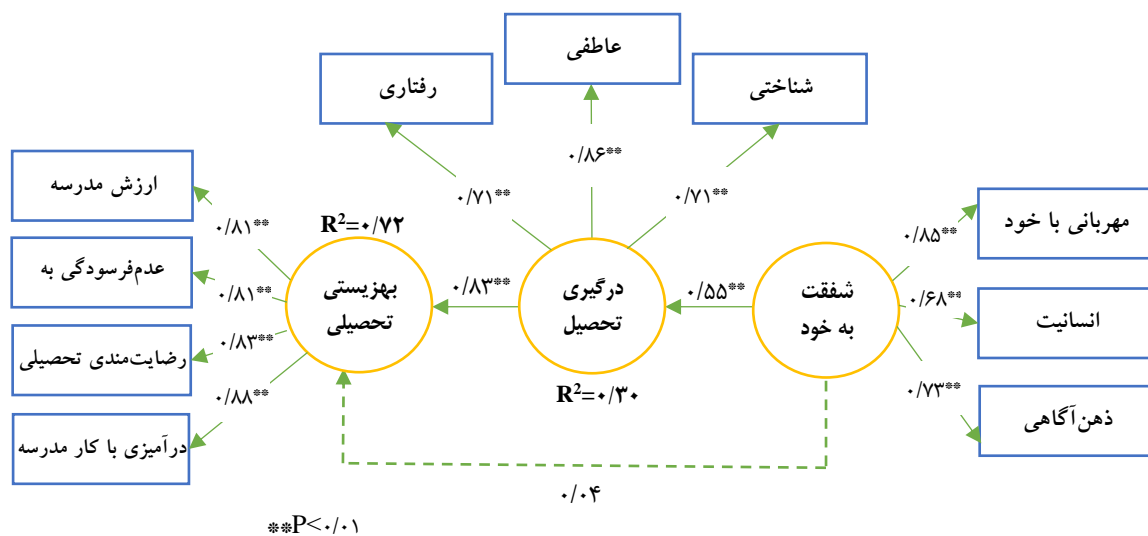 عاطفی
شناختی
رفتاری
۰/۸۶**
۰/۷۱**
۰/۷۱**
ارزش مدرسه
مهربانی با خود
R²=۰/۷۲
۰/۸۱**
۰/۸۵**
عدم‌فرسودگی به
بهزیستی
تحصیلی
درگیری
تحصیل
شفقت
به خود
۰/۸۳**
۰/۵۵**
۰/۸۱**
۰/۶۸**
انسانیت
رضایت‌مندی تحصیلی
۰/۸۳**
۰/۷۳**
R²=۰/۳۰
۰/۸۸**
ذهن‌آگاهی
درآمیزی با کار مدرسه
۰/۰۴
**P<۰/۰۱